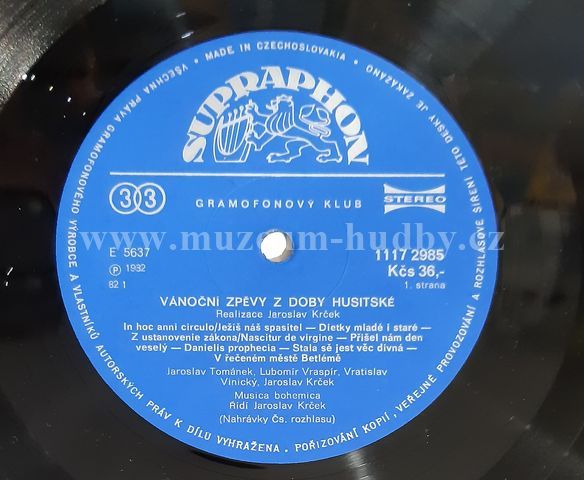 VŠECHNA PRÁVA GRAMOFONOVÉHO VÝROBCE A VLASTNÍKŮ AUTORSKÝCH PRÁV K DÍLU VYHRAŽENA. POŘIZOVÁNÍ KOPIÍ, VEŘEJNÉ PROVOZOVÁNÍ A ROZHLASOVÉ ŠÍŘENÍ TÉTO DESKY JE ZAKÁZÁNO • MADE IN CZECHOSLOVAKIA •
SUPRAPHON
33
GRAMOFONOVÝ KLUB
STEREO
www.muzeum-hudby.cz
E 5637
Ⓟ 1982
82 1
1117 2985
Kčs 36,-
1. strana
VÁNOČNÍ ZPĚVY Z DOBY HUSITSKÉ
Realizace Jaroslav Krček
In hoc anni circulo/Ježíš náš spasitel — Dietky mladé i staré —
Z ustanovenie zákona/Nascitur de virgine — Přišel nám den
veselý — Danielis prophecia — Stala sě jest věc divná —
V řečeném městě Betlémě
Jaroslav Tománek, Lubomír Vraspír, Vratislav
Vinický, Jaroslav Krček
Musica bohemica
Řídí Jaroslav Krček
(Nahrávky Čs. rozhlasu)